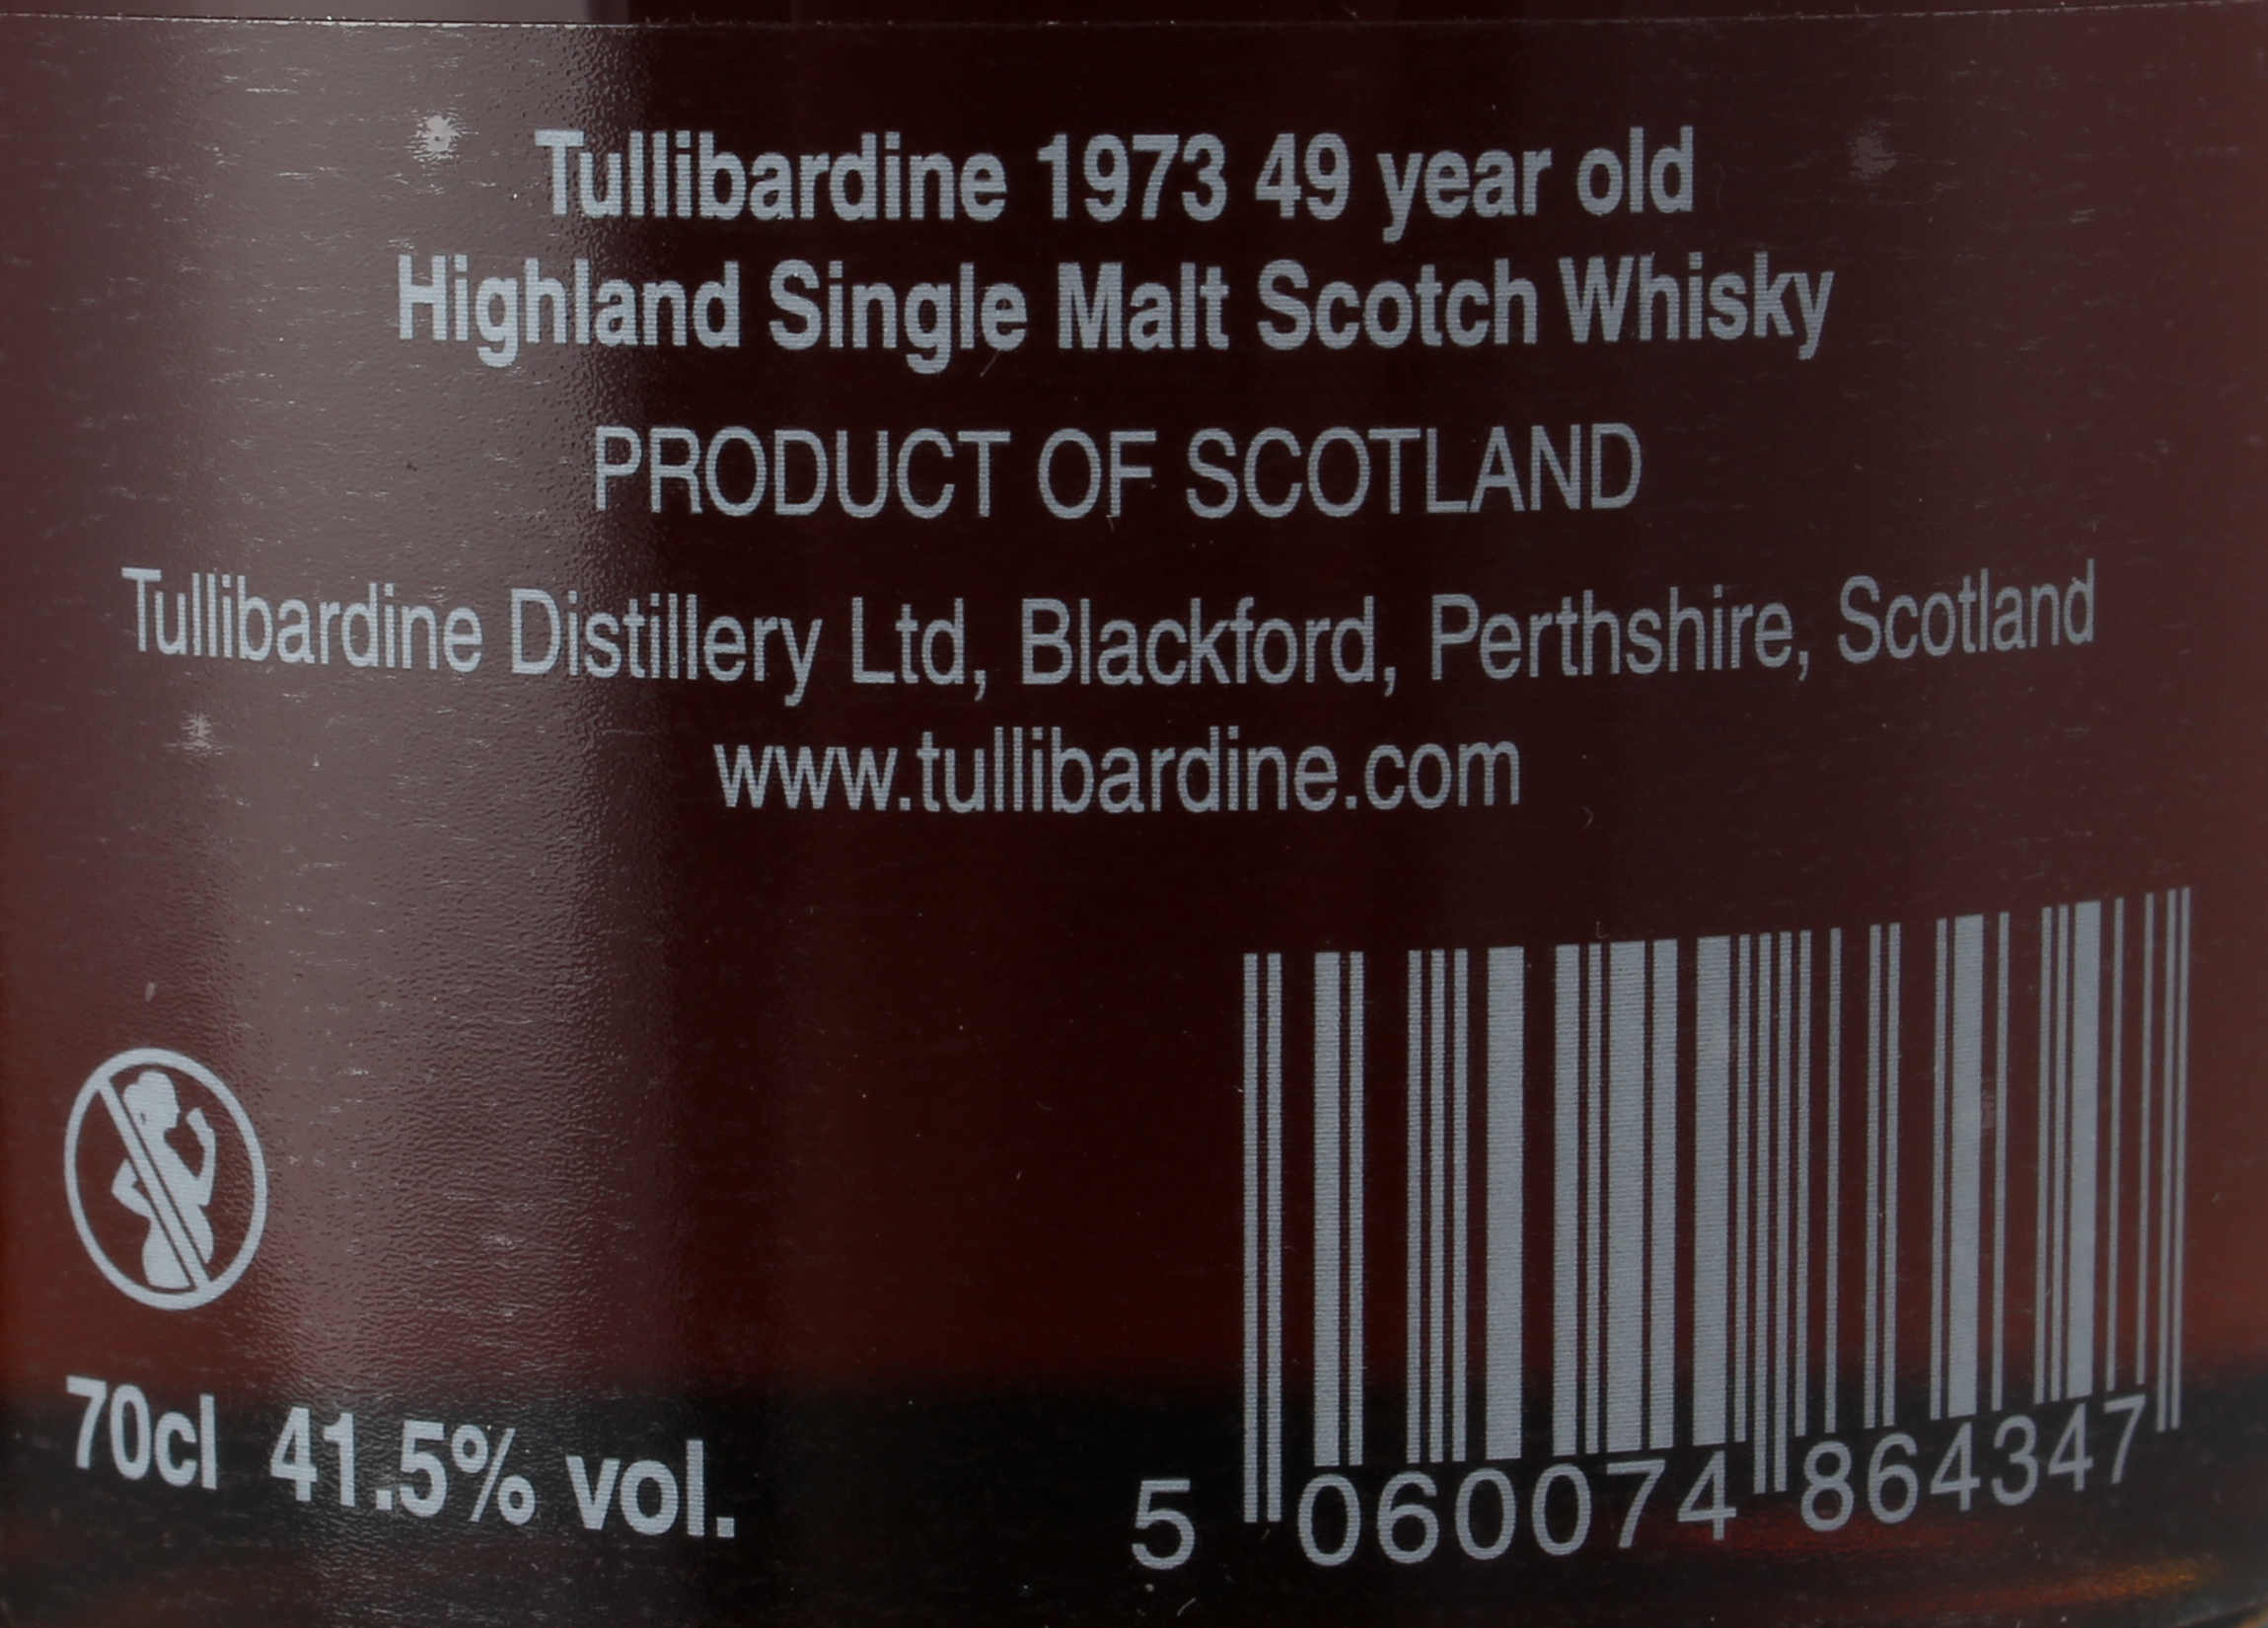 Tullibardine 1973 49 year old
Highland Single Malt Scotch Whisky
PRODUCT OF SCOTLAND
Tullibardine Distillery Ltd, Blackford, Perthshire, Scotland
www.tullibardine.com
70cl 41.5% vol.
5 060074 864347